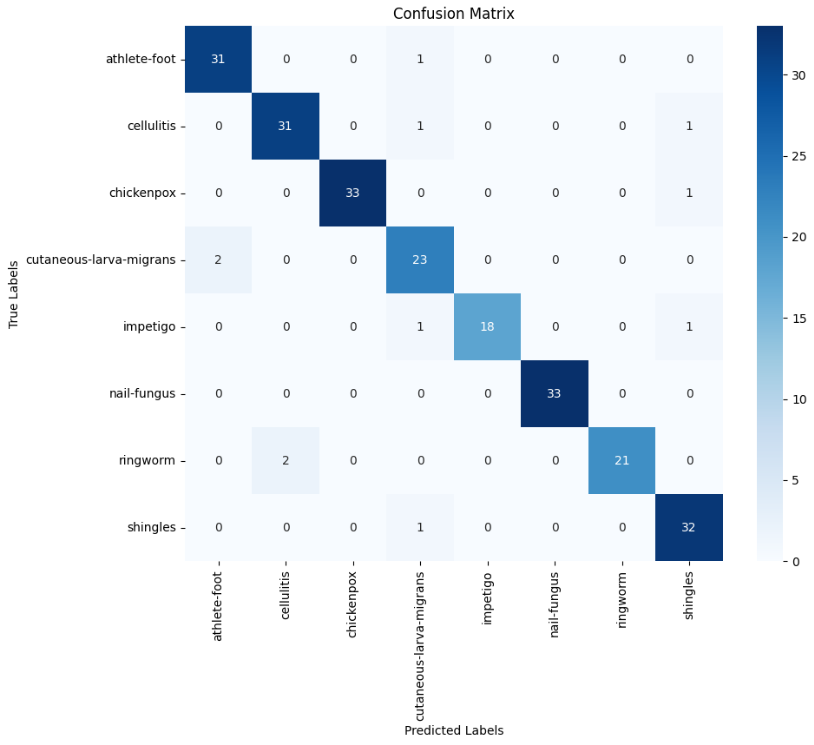 Confusion Matrix
True Labels
athlete-foot 31 0 0 1 0 0 0 0
cellulitis 0 31 0 1 0 0 0 1
chickenpox 0 0 33 0 0 0 0 1
cutaneous-larva-migrans 2 0 0 23 0 0 0 0
impetigo 0 0 0 1 18 0 0 1
nail-fungus 0 0 0 0 0 33 0 0
ringworm 0 2 0 0 0 0 21 0
shingles 0 0 0 1 0 0 0 32
athlete-foot
cellulitis
chickenpox
cutaneous-larva-migrans
impetigo
nail-fungus
ringworm
shingles
Predicted Labels
30
25
20
15
10
5
0